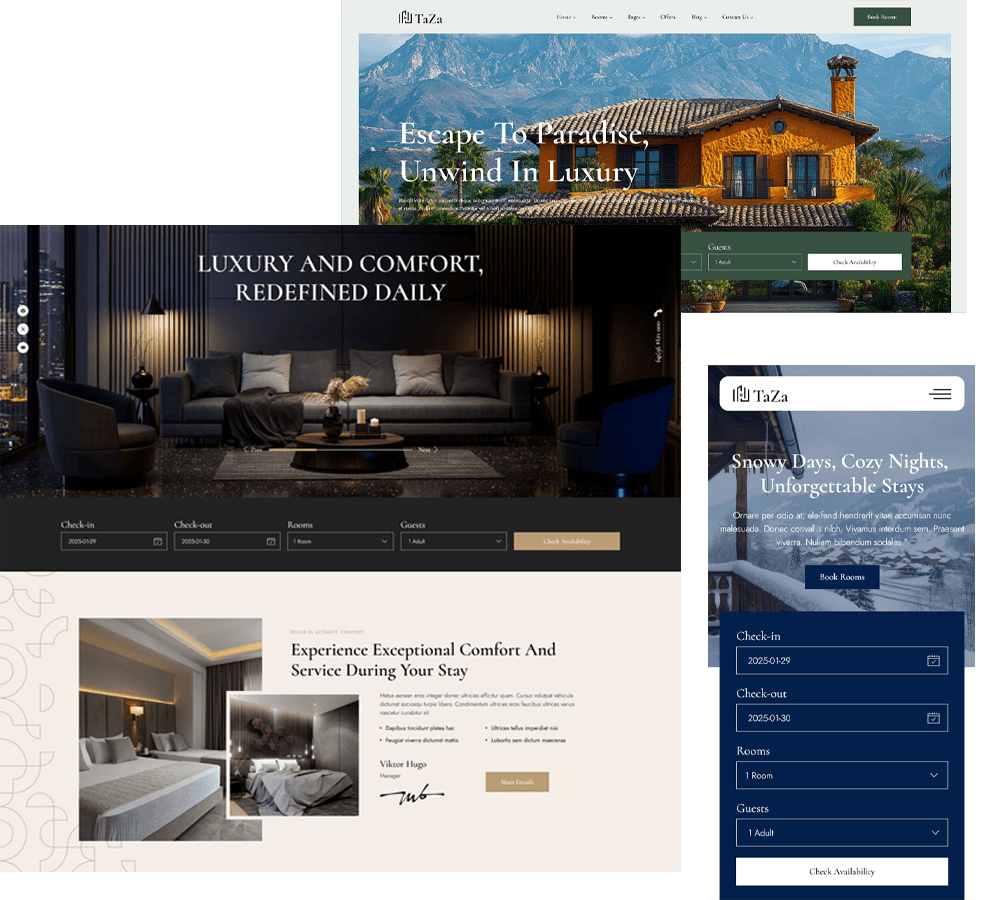 TaZa
Home Rooms Pages Offers Blog Contact Us
Book Rooms
Escape To Paradise,
Unwind In Luxury
Guests
1 Adult
Check Availability
LUXURY AND COMFORT,
REDEFINED DAILY
Prev
Next
Check-in
2025-01-29
Check-out
2025-01-30
Rooms
1 Room
Guests
1 Adult
Check Availability
RELAX IN ULTIMATE COMFORT
Experience Exceptional Comfort And
Service During Your Stay
Metus aenean eros integer donec ultricies efficitur quam. Cursus volutpat vehicula
dictumst sociosqu turpis libero. Condimentum ultricies eros faucibus ultrices varius
nascetur curabitur sit.
• Dapibus tincidunt platea hac
• Ultrices tellus imperdiet nisi
• Feugiat viverra dictumst mattis
• Lobortis sem dictum maecenas
Viktor Hugo
Manager
More Details
TaZa
Snowy Days, Cozy Nights,
Unforgettable Stays
Ornare per odio at; eleifend hendrerit vitae accumsan nunc
malesuada. Donec conval is nibh. Vivamus interdum sem. Praesent
viverra. Nullam bibendum sodales."
Book Rooms
Check-in
2025-01-29
Check-out
2025-01-30
Rooms
1 Room
Guests
1 Adult
Check Availability